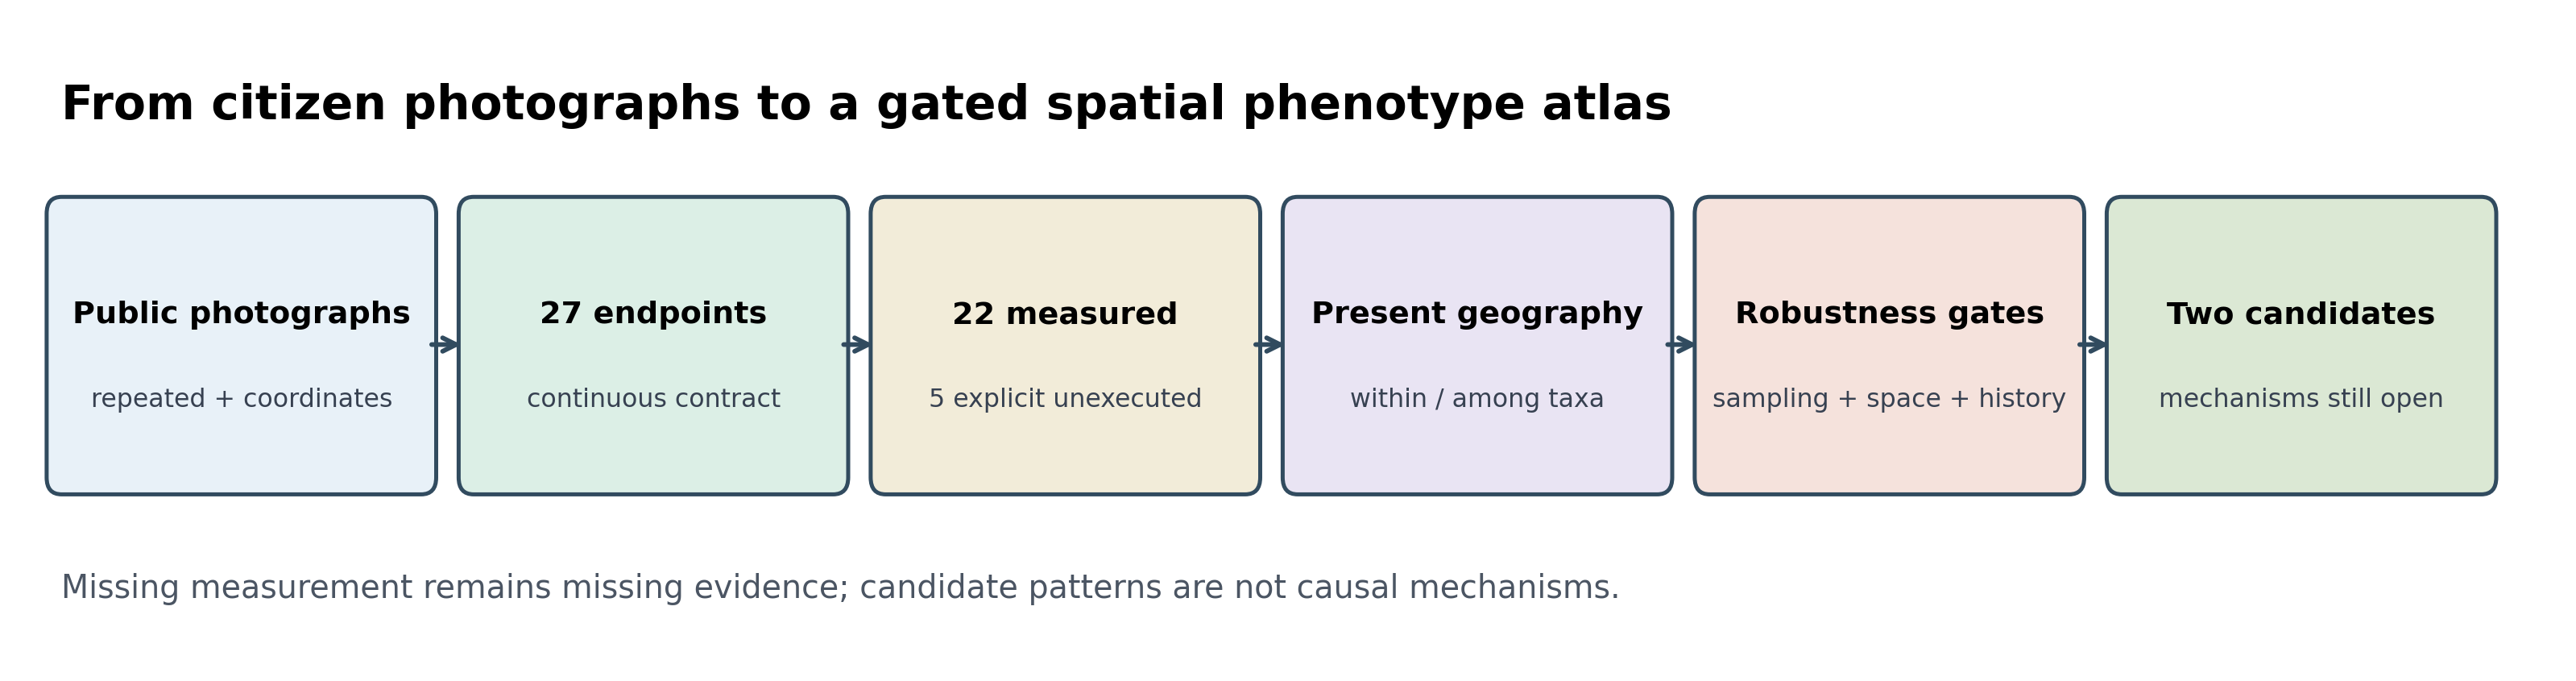 From citizen photographs to a gated spatial phenotype atlas
Public photographs
repeated + coordinates
27 endpoints
continuous contract
22 measured
5 explicit unexecuted
Present geography
within / among taxa
Robustness gates
sampling + space + history
Two candidates
mechanisms still open
Missing measurement remains missing evidence; candidate patterns are not causal mechanisms.